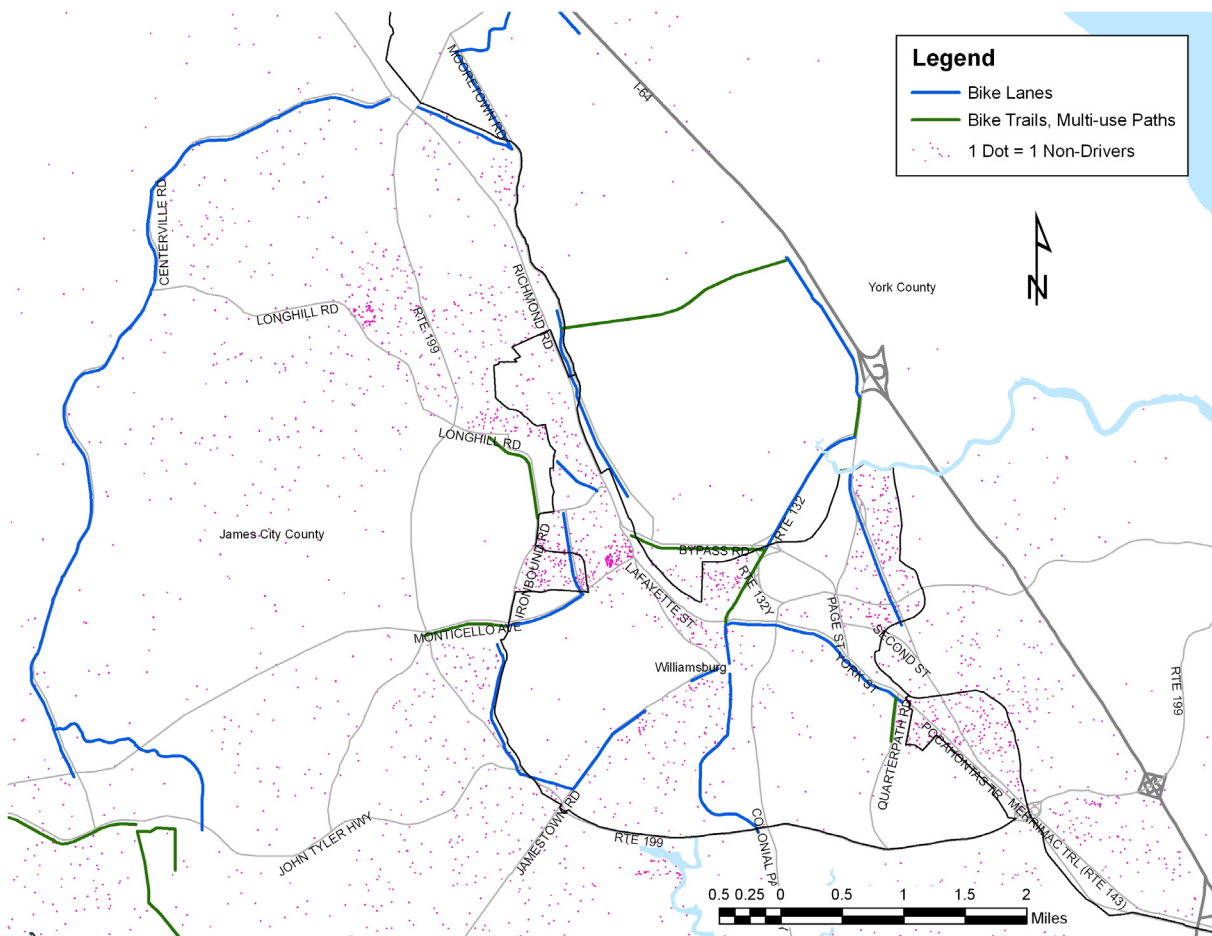 Legend
Bike Lanes
Bike Trails, Multi-use Paths
1 Dot = 1 Non-Drivers
MOORETOWN RD
I-64
CENTERVILLE RD
N
York County
LONGHILL RD
RTE 199
RICHMOND RD
LONGHILL RD
James City County
IRONBOUND RD
RTE 132
BYPASS RD
RTE 132Y
LAFAYETTE ST
PAGE ST
SECOND ST
MONTICELLO AVE
Williamsburg
YORK ST
RTE 199
QUARTERPATH RD
POCAHONTAS TR
MERRIMAC TRL (RTE 143)
JOHN TYLER HWY
JAMESTOWN RD
RTE 199
COLONIAL PA
0.5 0.25 0 0.5 1 1.5 2
Miles